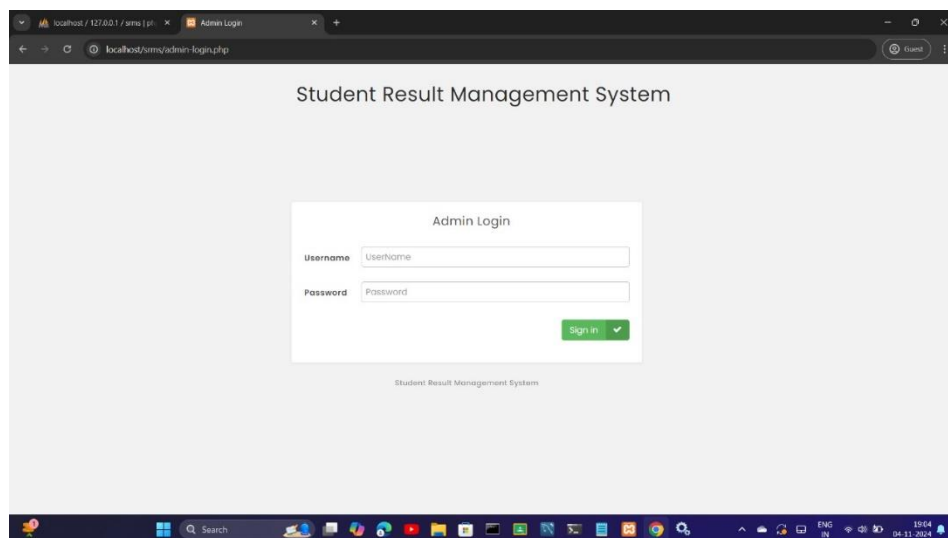 localhost / 127.0.0.1 / srms | ph
Admin Login
localhost/srms/admin-login.php
Guest
Student Result Management System
Admin Login
Username
UserName
Password
Password
Sign in
Student Result Management System
Search
ENG
IN
19:04
04-11-2024